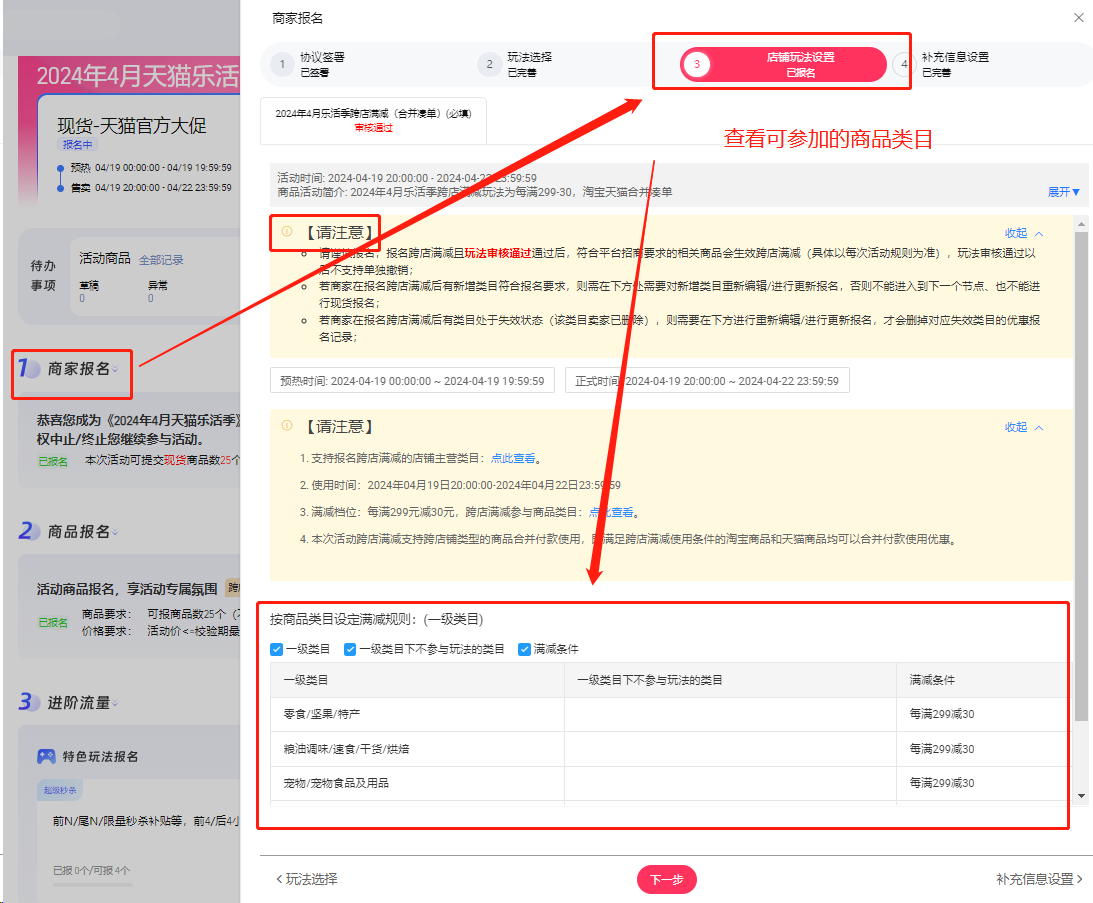 2024年4月天猫乐活
现货-天猫官方大促
报名中
预热 04/19 00:00:00 - 04/19 19:59:59
售卖 04/19 20:00:00 - 04/22 23:59:59
待办
事项
活动商品 全部记录
草稿 异常
0 0
1 商家报名
恭喜您成为《2024年4月天猫乐活季》
权中止/终止您继续参与活动。
已报名 本次活动可提交现货商品数25个
2 商品报名
活动商品报名，享活动专属氛围
已报名
商品要求： 可报商品数25个
价格要求： 活动价<=校验期最
3 进阶流量
特色玩法报名
超级秒杀
前N/尾N/限量秒杀补贴等，前4/后4小
已报 0个/可报 4个
商家报名
1 协议签署
已签署
2 玩法选择
已完善
3 店铺玩法设置
已报名
4 补充信息设置
已完善
2024年4月乐活季跨店满减（合并凑单）(必填)
审核通过
查看可参加的商品类目
活动时间: 2024-04-19 20:00:00 - 2024-04-22 23:59:59
商品活动简介: 2024年4月乐活季跨店满减玩法为每满299-30，淘宝天猫合并凑单
展开▼
【请注意】
收起
请谨慎报名，报名跨店满减且玩法审核通过通过后，符合平台招商要求的相关商品会生效跨店满减（具体以每次活动规则为准），玩法审核通过以
后不支持单独撤销；
若商家在报名跨店满减后有新增类目符合报名要求，则需在下方处需要对新增类目重新编辑/进行更新报名，否则不能进入到下一个节点、也不能进
行现货报名；
若商家在报名跨店满减后有类目处于失效状态（该类目卖家已删除），则需要在下方进行重新编辑/进行更新报名，才会删掉对应失效类目的优惠报
名记录；
预热时间: 2024-04-19 00:00:00 ~ 2024-04-19 19:59:59
正式时间: 2024-04-19 20:00:00 ~ 2024-04-22 23:59:59
【请注意】
收起
1. 支持报名跨店满减的店铺主营类目：点此查看。
2. 使用时间：2024年04月19日20:00:00-2024年04月22日23:59:59
3. 满减档位：每满299元减30元，跨店满减参与商品类目：点此查看。
4. 本次活动跨店满减支持跨店铺类型的商品合并付款使用，即满足跨店满减使用条件的淘宝商品和天猫商品均可以合并付款使用优惠。
按商品类目设定满减规则：(一级类目)
一级类目 一级类目下不参与玩法的类目 满减条件
一级类目 一级类目下不参与玩法的类目 满减条件
零食/坚果/特产 每满299减30
粮油调味/速食/干货/烘焙 每满299减30
宠物/宠物食品及用品 每满299减30
玩法选择
下一步
补充信息设置